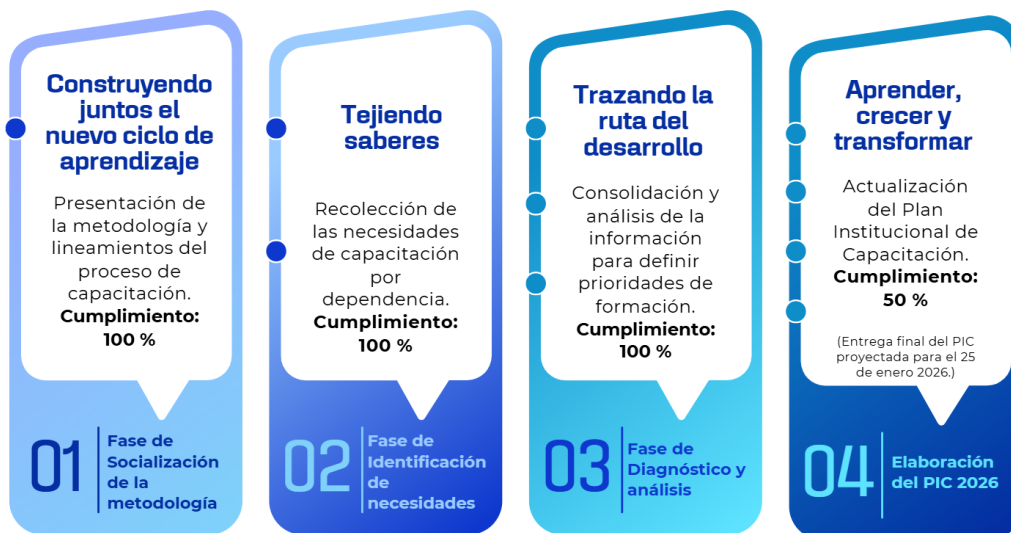 Construyendo
juntos el
nuevo ciclo de
aprendizaje
Presentación de
la metodología y
lineamientos del
proceso de
capacitación.
Cumplimiento:
100 %
01
Fase de
Socialización
de la
metodología
Tejiendo
saberes
Recolección de
las necesidades
de capacitación
por
dependencia.
Cumplimiento:
100 %
02
Fase de
Identificación
de
necesidades
Trazando la
ruta del
desarrollo
Consolidación y
análisis de la
información
para definir
prioridades de
formación.
Cumplimiento:
100 %
03
Fase de
Diagnóstico y
análisis
Aprender,
crecer y
transformar
Actualización
del Plan
Institucional de
Capacitación.
Cumplimiento:
50 %
(Entrega final del PIC
proyectada para el 25
de enero 2026.)
04
Elaboración
del PIC 2026